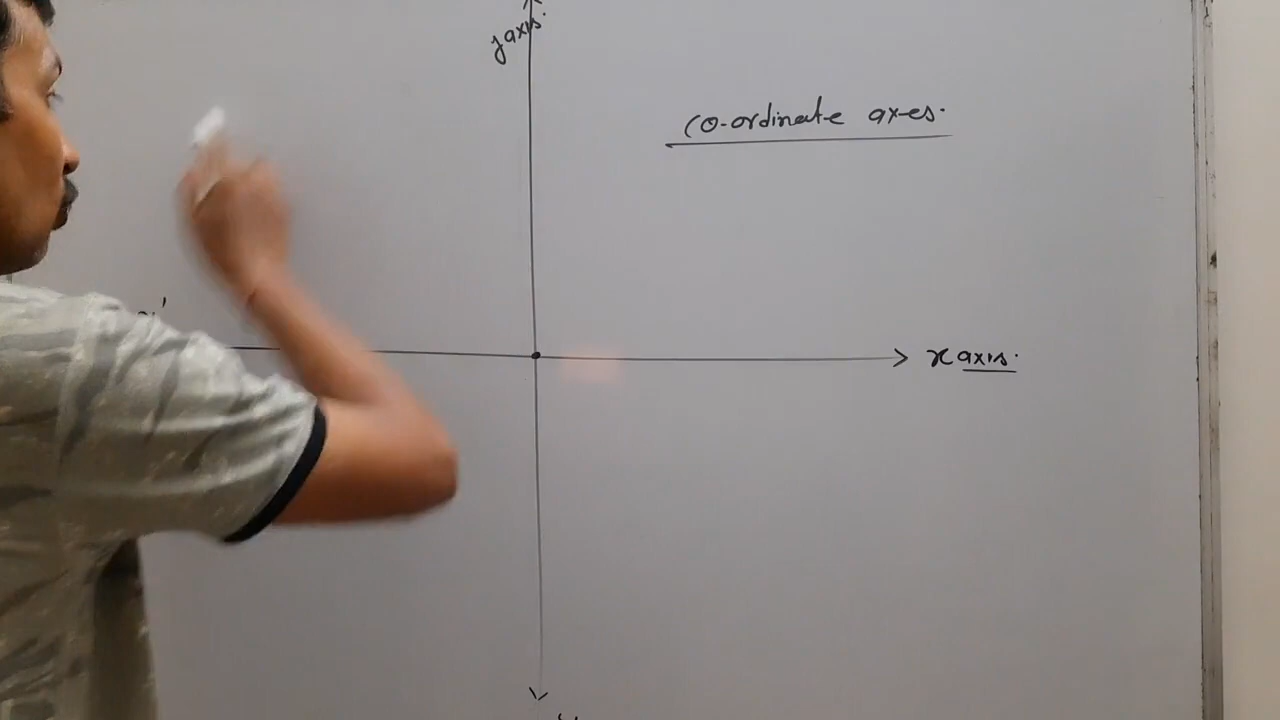 y axis.
co-ordinate axes.
x axis.